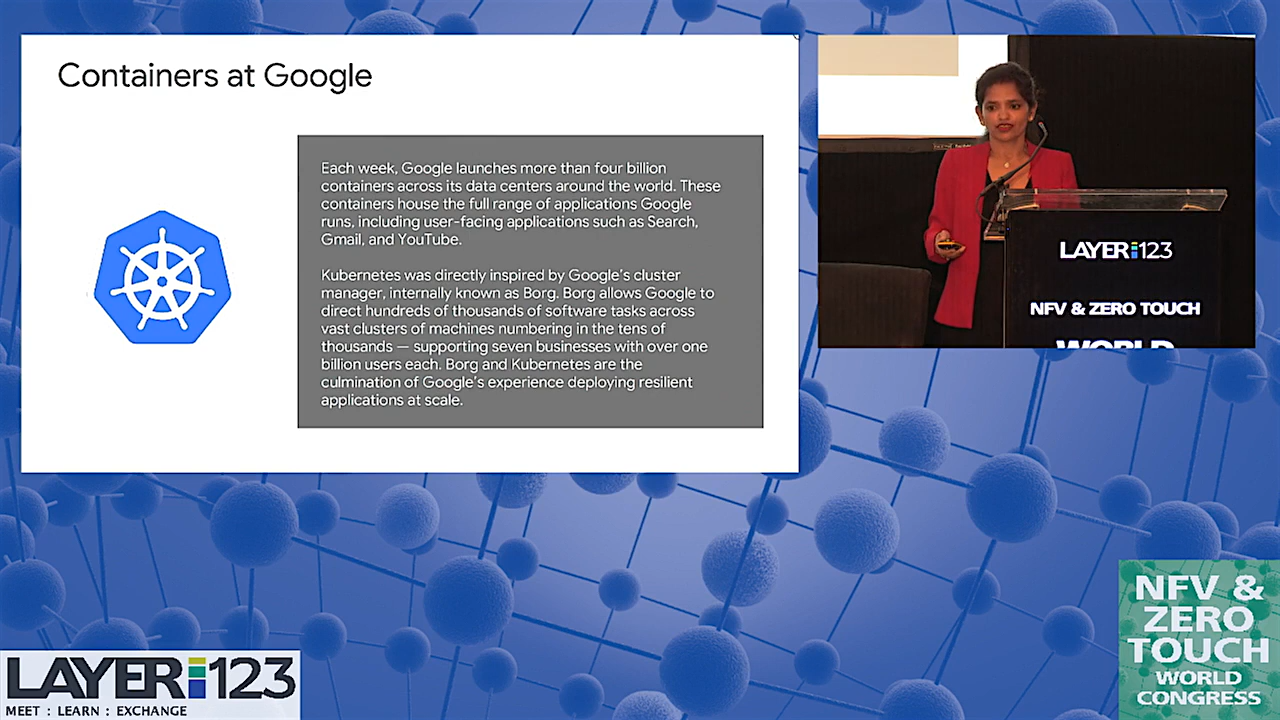 Containers at Google
Each week, Google launches more than four billion
containers across its data centers around the world. These
containers house the full range of applications Google
runs, including user-facing applications such as Search,
Gmail, and YouTube.
Kubernetes was directly inspired by Google's cluster
manager, internally known as Borg. Borg allows Google to
direct hundreds of thousands of software tasks across
vast clusters of machines numbering in the tens of
thousands — supporting seven businesses with over one
billion users each. Borg and Kubernetes are the
culmination of Google's experience deploying resilient
applications at scale.
LAYER123
NFV & ZERO TOUCH
WORLD
LAYER123
MEET : LEARN : EXCHANGE
NFV &
ZERO
TOUCH
WORLD
CONGRESS